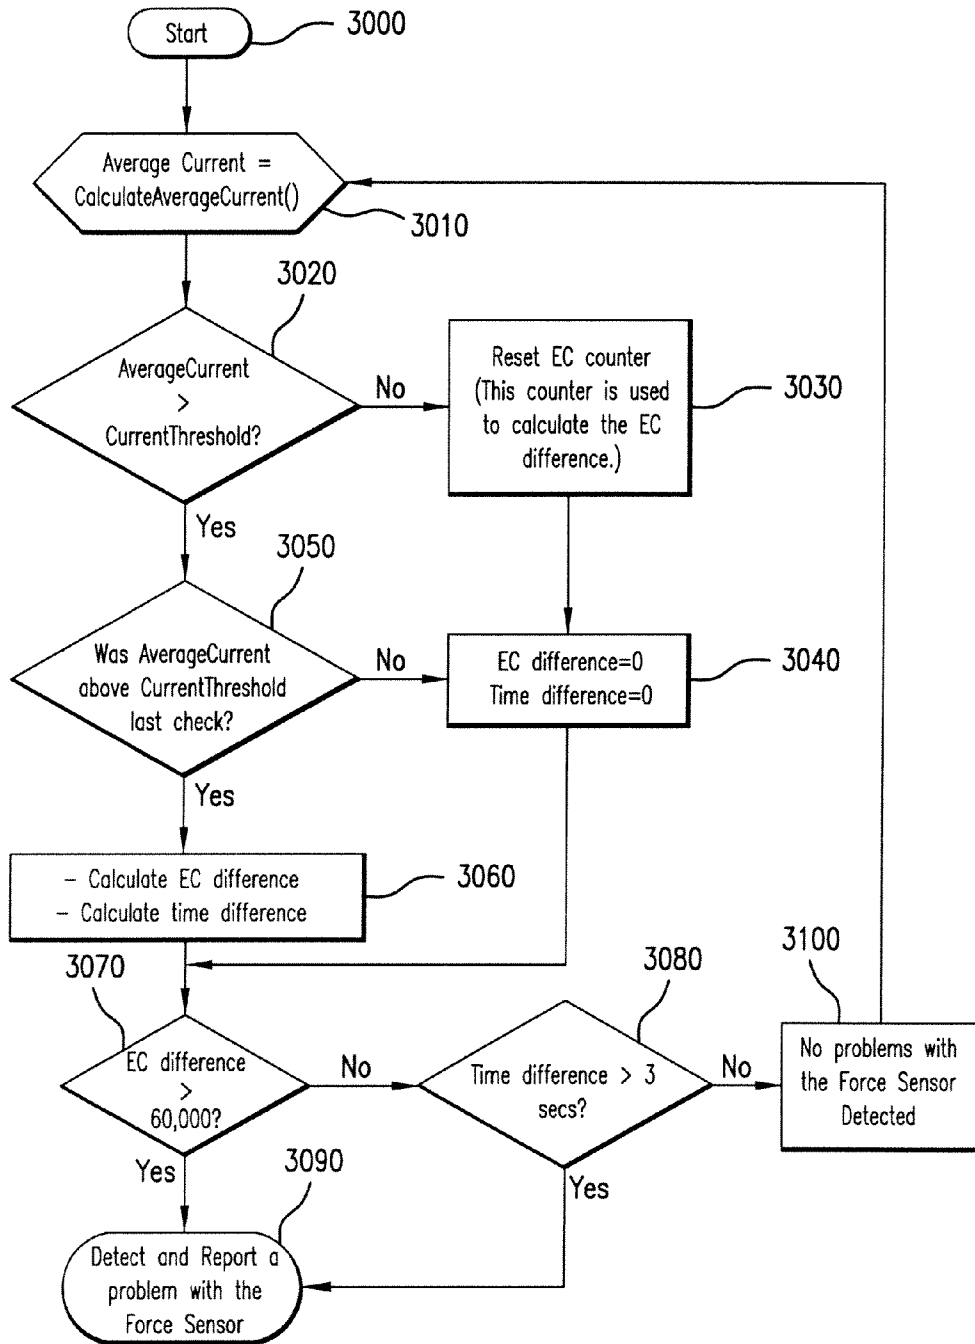 Start
3000
Average Current =
CalculateAverageCurrent()
3010
3020
AverageCurrent
>
CurrentThreshold?
No
Yes
Reset EC counter
(This counter is used
to calculate the EC
difference.)
3030
3050
Was AverageCurrent
above CurrentThreshold
last check?
No
Yes
EC difference=0
Time difference=0
3040
- Calculate EC difference
- Calculate time difference
3060
3070
EC difference
>
60,000?
No
Yes
3080
Time difference > 3
secs?
No
Yes
3100
No problems with
the Force Sensor
Detected
3090
Detect and Report a
problem with the
Force Sensor